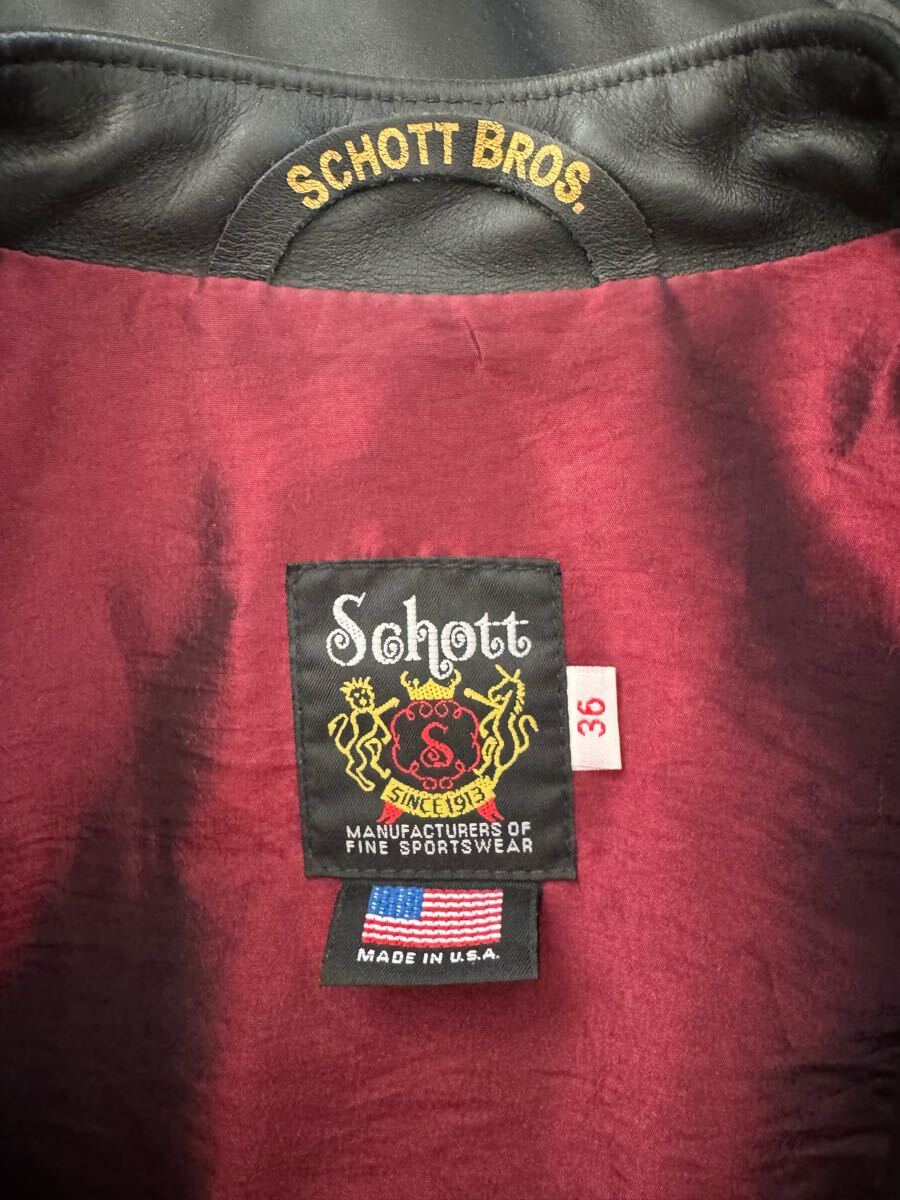 SCHOTT BROS.
Schott
S
SINCE 1913
MANUFACTURERS OF
FINE SPORTSWEAR
36
MADE IN U.S.A.